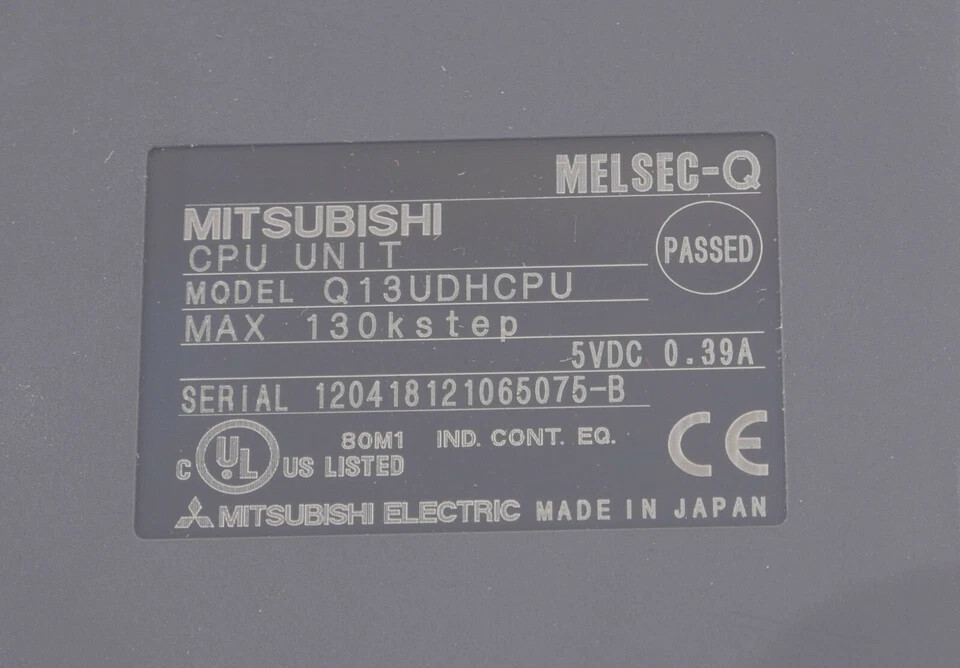 MELSEC-Q
MITSUBISHI
CPU UNIT
PASSED
MODEL Q13UDHCPU
MAX 130kstep
5VDC 0.39A
SERIAL 120418121065075-B
80M1 IND. CONT. EQ.
C UL US LISTED
CE
MITSUBISHI ELECTRIC MADE IN JAPAN